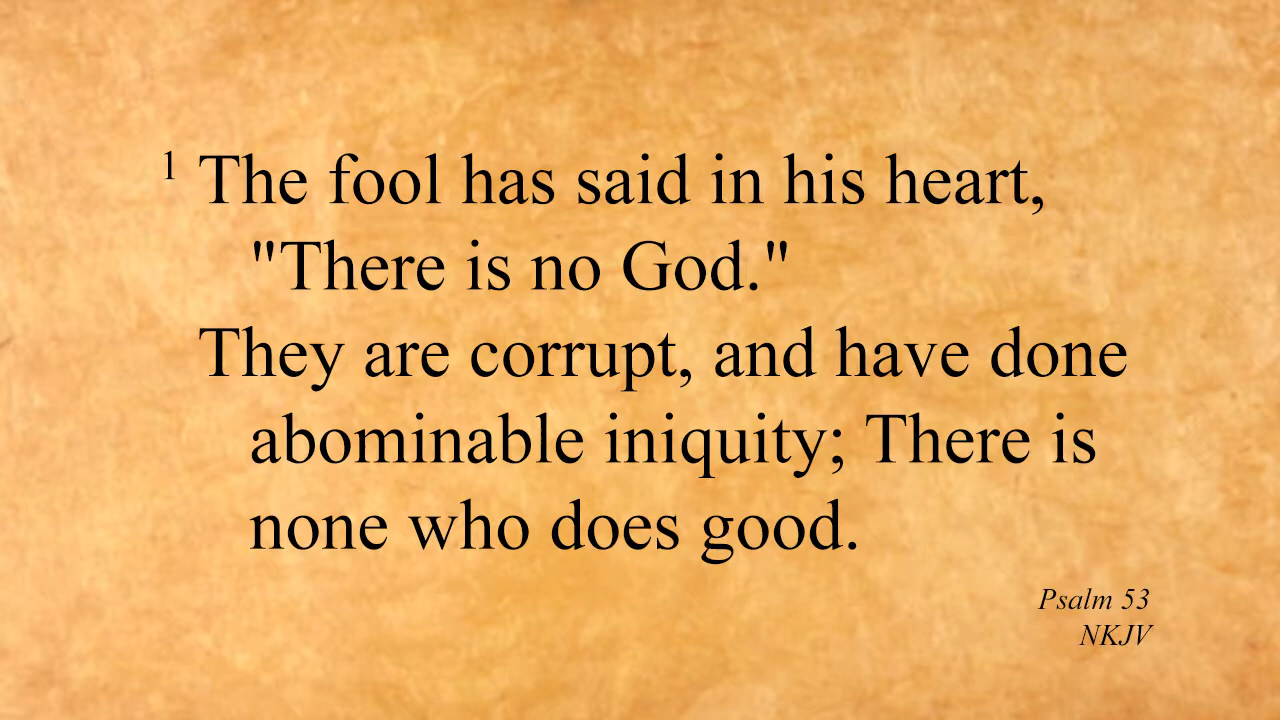 1 The fool has said in his heart,
"There is no God."
They are corrupt, and have done
abominable iniquity; There is
none who does good.
Psalm 53
NKJV